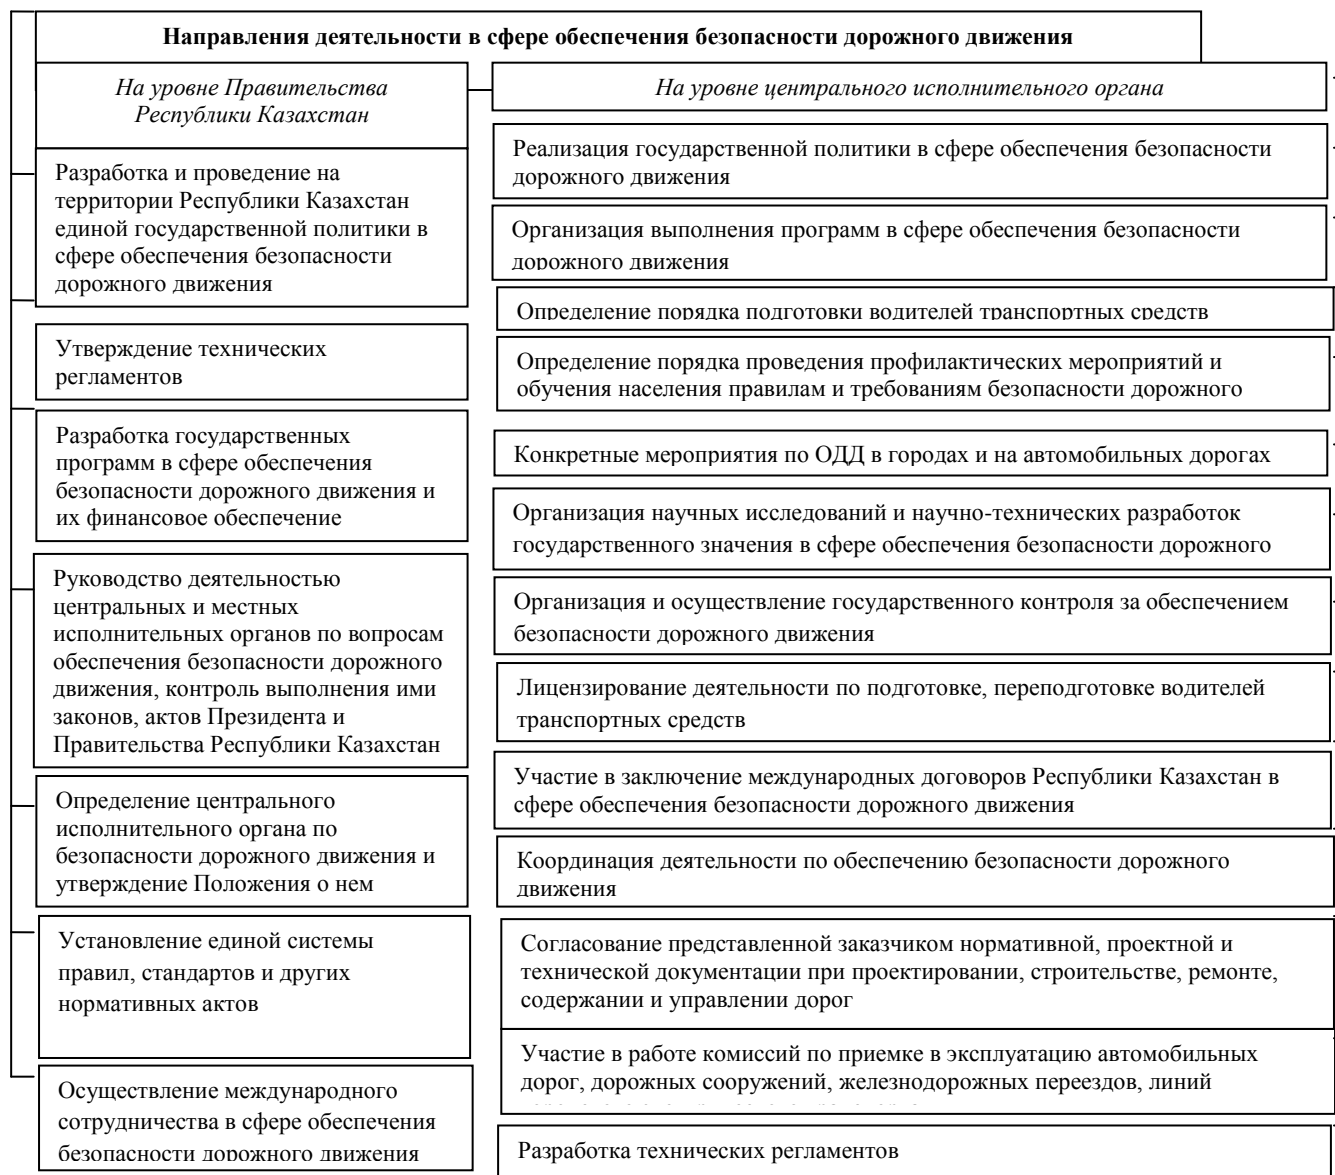 Направления деятельности в сфере обеспечения безопасности дорожного движения
На уровне Правительства
Республики Казахстан
Разработка и проведение на
территории Республики Казахстан
единой государственной политики в
сфере обеспечения безопасности
дорожного движения
Утверждение технических
регламентов
Разработка государственных
программ в сфере обеспечения
безопасности дорожного движения и
их финансовое обеспечение
Руководство деятельностью
центральных и местных
исполнительных органов по вопросам
обеспечения безопасности дорожного
движения, контроль выполнения ими
законов, актов Президента и
Правительства Республики Казахстан
Определение центрального
исполнительного органа по
безопасности дорожного движения и
утверждение Положения о нем
Установление единой системы
правил, стандартов и других
нормативных актов
Осуществление международного
сотрудничества в сфере обеспечения
безопасности дорожного движения
На уровне центрального исполнительного органа
Реализация государственной политики в сфере обеспечения безопасности
дорожного движения
Организация выполнения программ в сфере обеспечения безопасности
дорожного движения
Определение порядка подготовки водителей транспортных средств
Определение порядка проведения профилактических мероприятий и
обучения населения правилам и требованиям безопасности дорожного
Конкретные мероприятия по ОДД в городах и на автомобильных дорогах
Организация научных исследований и научно-технических разработок
государственного значения в сфере обеспечения безопасности дорожного
Организация и осуществление государственного контроля за обеспечением
безопасности дорожного движения
Лицензирование деятельности по подготовке, переподготовке водителей
транспортных средств
Участие в заключение международных договоров Республики Казахстан в
сфере обеспечения безопасности дорожного движения
Координация деятельности по обеспечению безопасности дорожного
движения
Согласование представленной заказчиком нормативной, проектной и
технической документации при проектировании, строительстве, ремонте,
содержании и управлении дорог
Участие в работе комиссий по приемке в эксплуатацию автомобильных
дорог, дорожных сооружений, железнодорожных переездов, линий
Разработка технических регламентов